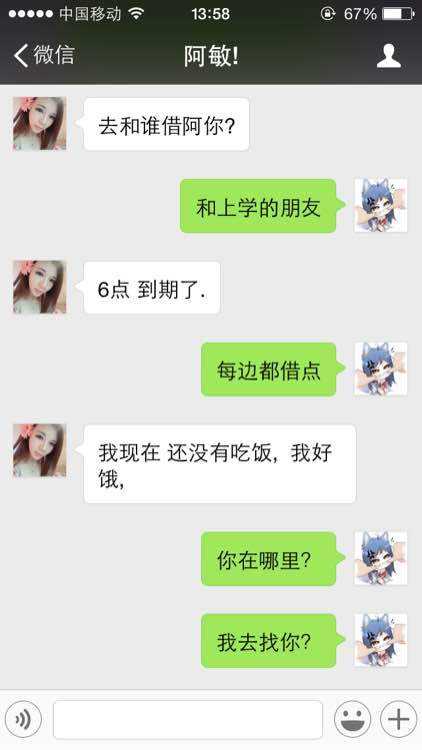 中国移动 13:58 67%
微信 阿敏!
去和谁借阿你?
和上学的朋友
6点 到期了.
每边都借点
我现在 还没有吃饭，我好
饿，
你在哪里?
我去找你?